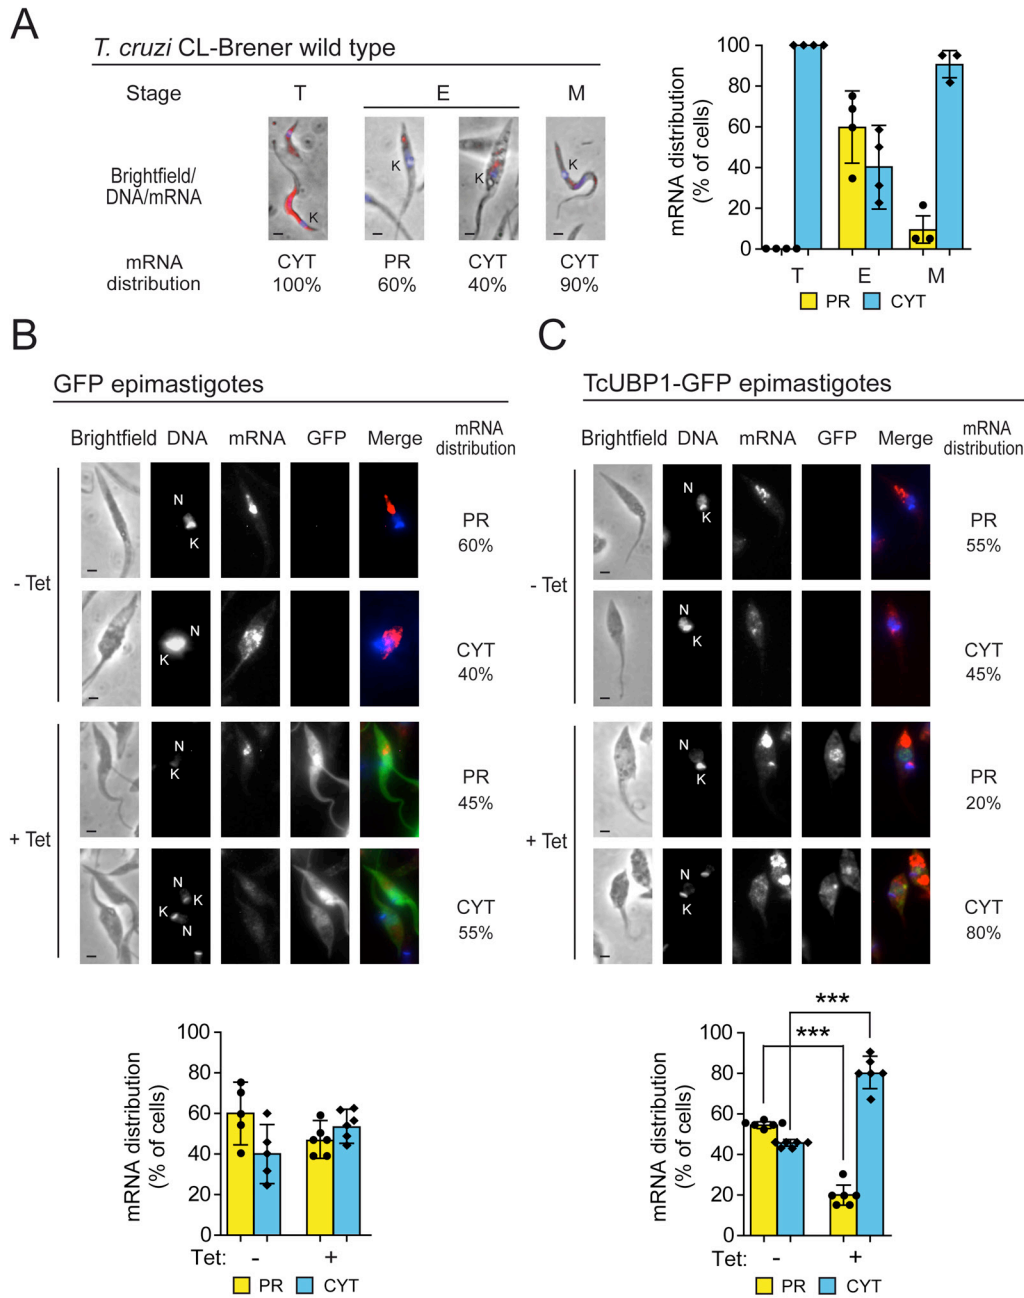 A
T. cruzi CL-Brener wild type
Stage T E M
Brightfield/
DNA/mRNA
K K K K
mRNA
distribution
CYT PR CYT CYT
100% 60% 40% 90%
mRNA distribution
(% of cells)
100
80
60
40
20
0
T E M
PR CYT
B
GFP epimastigotes
Brightfield DNA mRNA GFP Merge mRNA
distribution
- Tet
N
K
PR
60%
N
K
CYT
40%
+ Tet
N
K
PR
45%
N
K
K
N
CYT
55%
mRNA distribution
(% of cells)
100
80
60
40
20
0
Tet: - +
PR CYT
C
TcUBP1-GFP epimastigotes
Brightfield DNA mRNA GFP Merge mRNA
distribution
- Tet
N
K
PR
55%
N
K
CYT
45%
+ Tet
N
K
PR
20%
N
K
CYT
80%
mRNA distribution
(% of cells)
100
80
60
40
20
0
***
***
Tet: - +
PR CYT